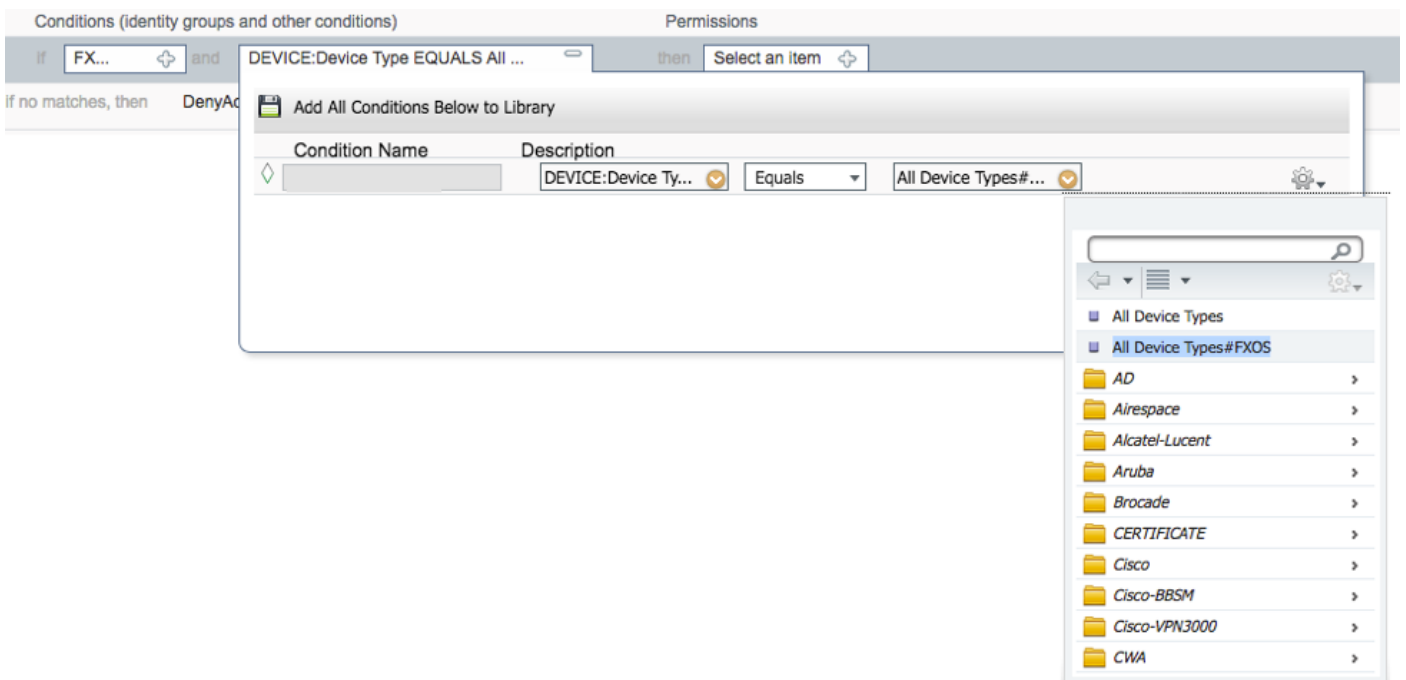 Conditions (identity groups and other conditions) Permissions
If FX... and DEVICE:Device Type EQUALS All ... then Select an item
if no matches, then DenyAc
Add All Conditions Below to Library
Condition Name Description
DEVICE:Device Ty... Equals All Device Types#...
All Device Types
All Device Types#FXOS
AD
Airespace
Alcatel-Lucent
Aruba
Brocade
CERTIFICATE
Cisco
Cisco-BBSM
Cisco-VPN3000
CWA